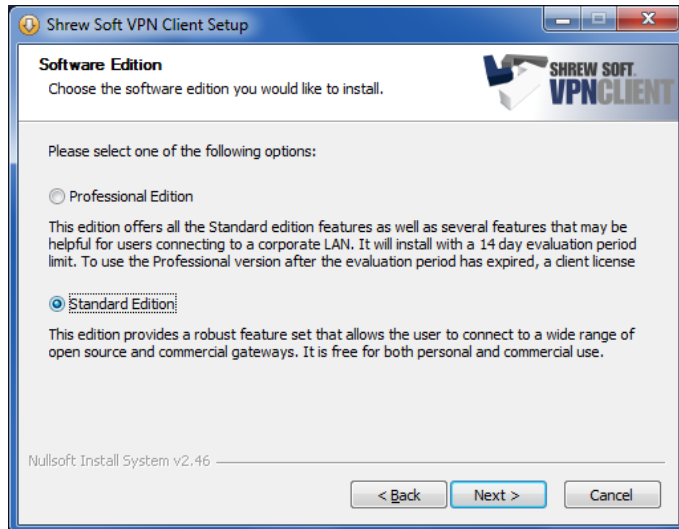 Shrew Soft VPN Client Setup
Software Edition
Choose the software edition you would like to install.
SHREW SOFT.
VPNCLIENT
Please select one of the following options:
Professional Edition
This edition offers all the Standard edition features as well as several features that may be
helpful for users connecting to a corporate LAN. It will install with a 14 day evaluation period
limit. To use the Professional version after the evaluation period has expired, a client license
Standard Edition
This edition provides a robust feature set that allows the user to connect to a wide range of
open source and commercial gateways. It is free for both personal and commercial use.
Nullsoft Install System v2.46
< Back Next > Cancel